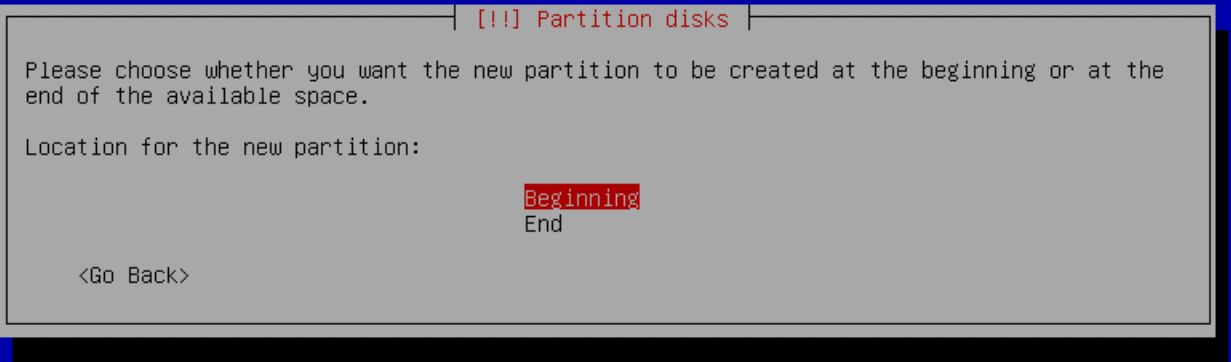 [!!] Partition disks
Please choose whether you want the new partition to be created at the beginning or at the
end of the available space.
Location for the new partition:
Beginning
End
<Go Back>